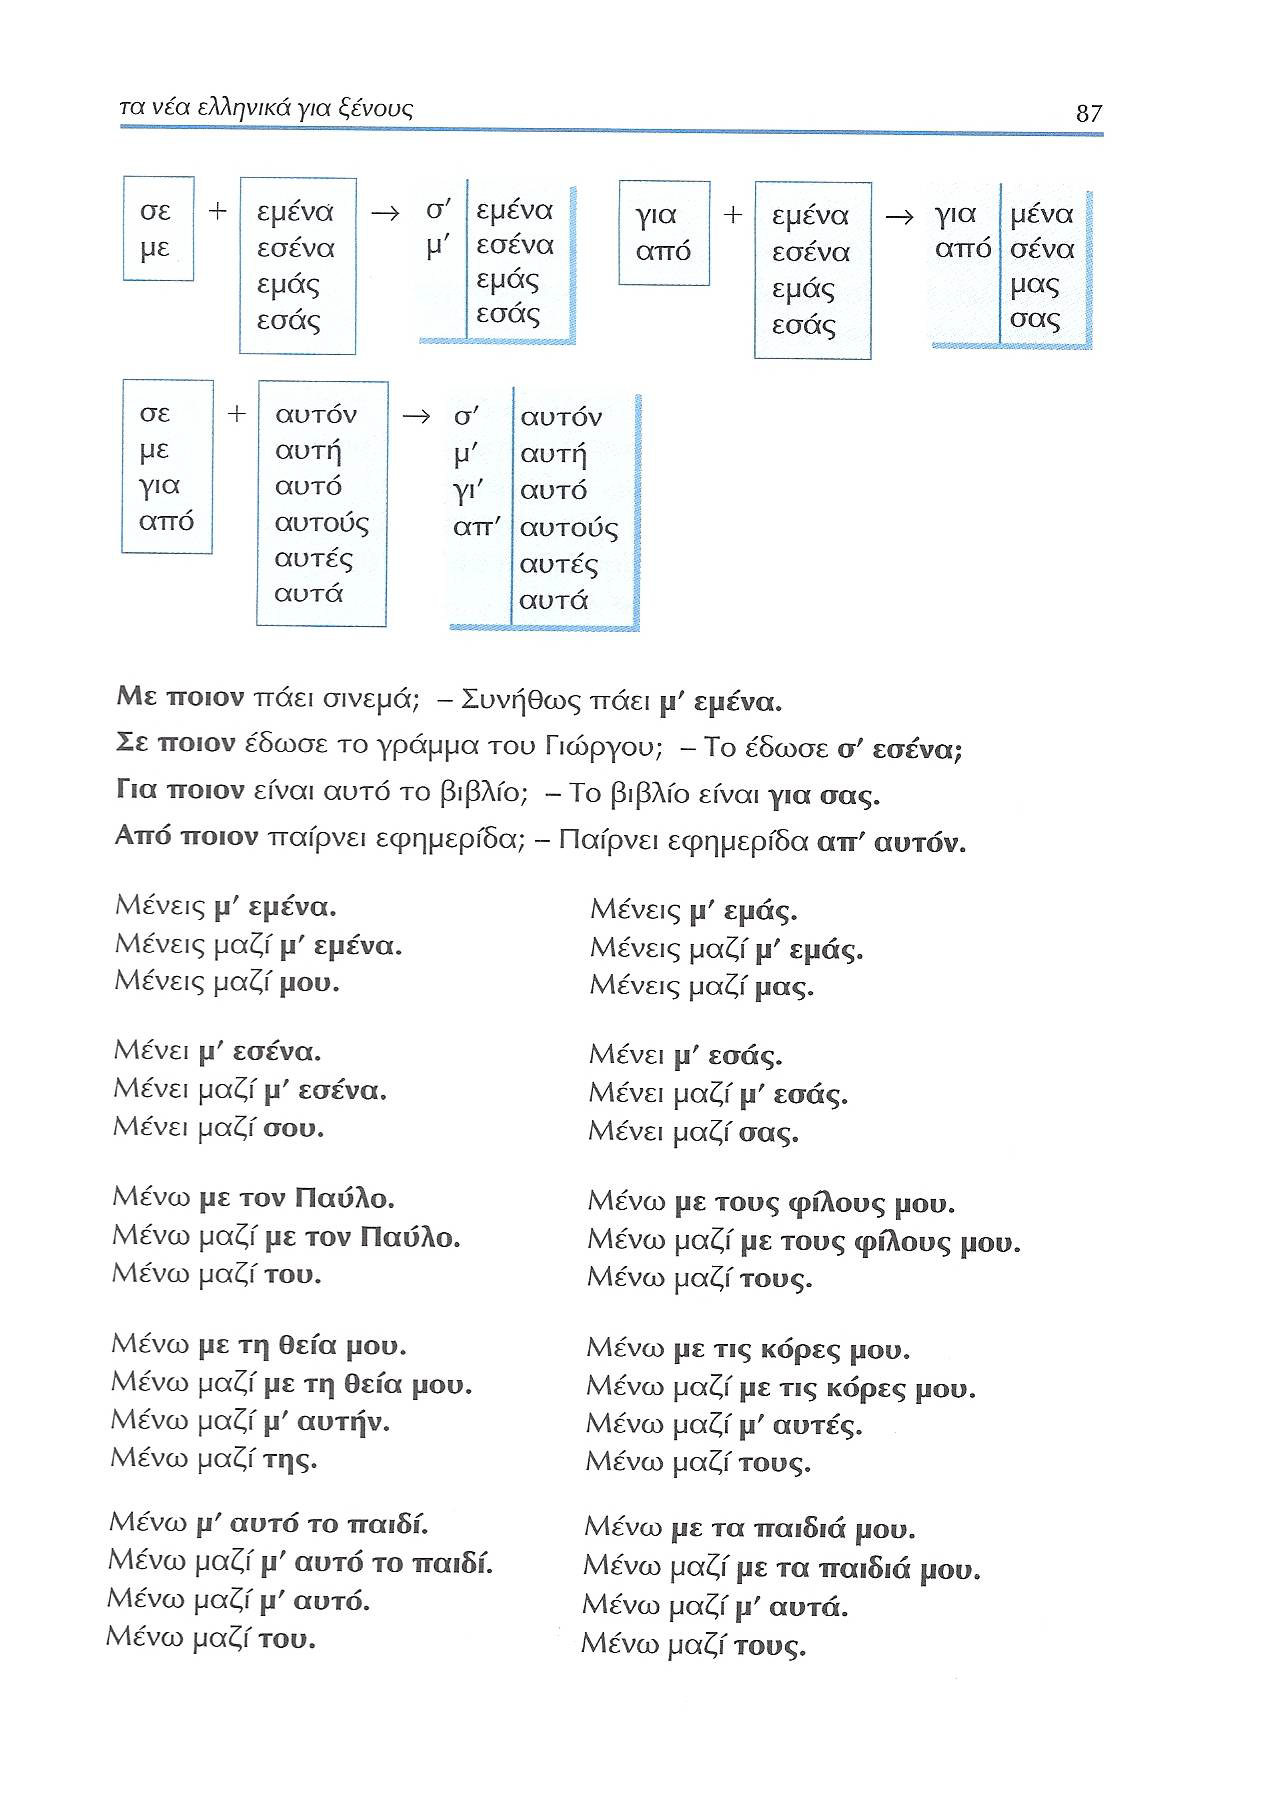 τα νέα ελληνικά για ξένους 87
σε + εμένα → σ' εμένα
με εσένα μ' εσένα
εμάς εμάς
εσάς εσάς
για + εμένα → για μένα
από εσένα από σένα
εμάς μας
εσάς σας
σε + αυτόν → σ' αυτόν
με αυτή μ' αυτή
για αυτό γι' αυτό
από αυτούς απ' αυτούς
αυτές αυτές
αυτά αυτά
Με ποιον πάει σινεμά; – Συνήθως πάει μ' εμένα.
Σε ποιον έδωσε το γράμμα του Γιώργου; – Το έδωσε σ' εσένα;
Για ποιον είναι αυτό το βιβλίο; – Το βιβλίο είναι για σας.
Από ποιον παίρνει εφημερίδα; – Παίρνει εφημερίδα απ' αυτόν.
Μένεις μ' εμένα.
Μένεις μαζί μ' εμένα.
Μένεις μαζί μου.
Μένεις μ' εμάς.
Μένεις μαζί μ' εμάς.
Μένεις μαζί μας.
Μένει μ' εσένα.
Μένει μαζί μ' εσένα.
Μένει μαζί σου.
Μένει μ' εσάς.
Μένει μαζί μ' εσάς.
Μένει μαζί σας.
Μένω με τον Παύλο.
Μένω μαζί με τον Παύλο.
Μένω μαζί του.
Μένω με τους φίλους μου.
Μένω μαζί με τους φίλους μου.
Μένω μαζί τους.
Μένω με τη θεία μου.
Μένω μαζί με τη θεία μου.
Μένω μαζί μ' αυτήν.
Μένω μαζί της.
Μένω με τις κόρες μου.
Μένω μαζί με τις κόρες μου.
Μένω μαζί μ' αυτές.
Μένω μαζί τους.
Μένω μ' αυτό το παιδί.
Μένω μαζί μ' αυτό το παιδί.
Μένω μαζί μ' αυτό.
Μένω μαζί του.
Μένω με τα παιδιά μου.
Μένω μαζί με τα παιδιά μου.
Μένω μαζί μ' αυτά.
Μένω μαζί τους.